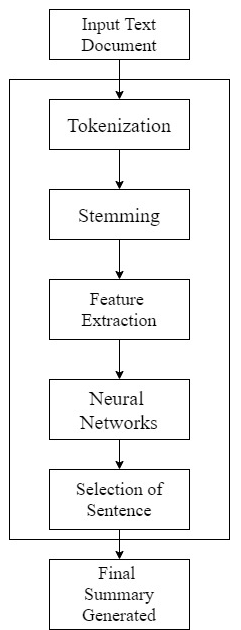 Input Text
Document
Tokenization
Stemming
Feature
Extraction
Neural
Networks
Selection of
Sentence
Final
Summary
Generated